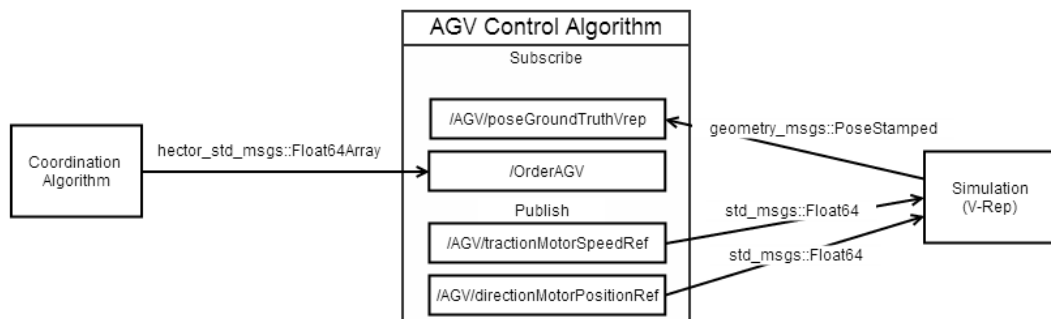 AGV Control Algorithm
Subscribe
/AGV/poseGroundTruthVrep
geometry_msgs::PoseStamped
hector_std_msgs::Float64Array
Coordination
Algorithm
/OrderAGV
Simulation
(V-Rep)
Publish
std_msgs::Float64
/AGV/tractionMotorSpeedRef
std_msgs::Float64
/AGV/directionMotorPositionRef